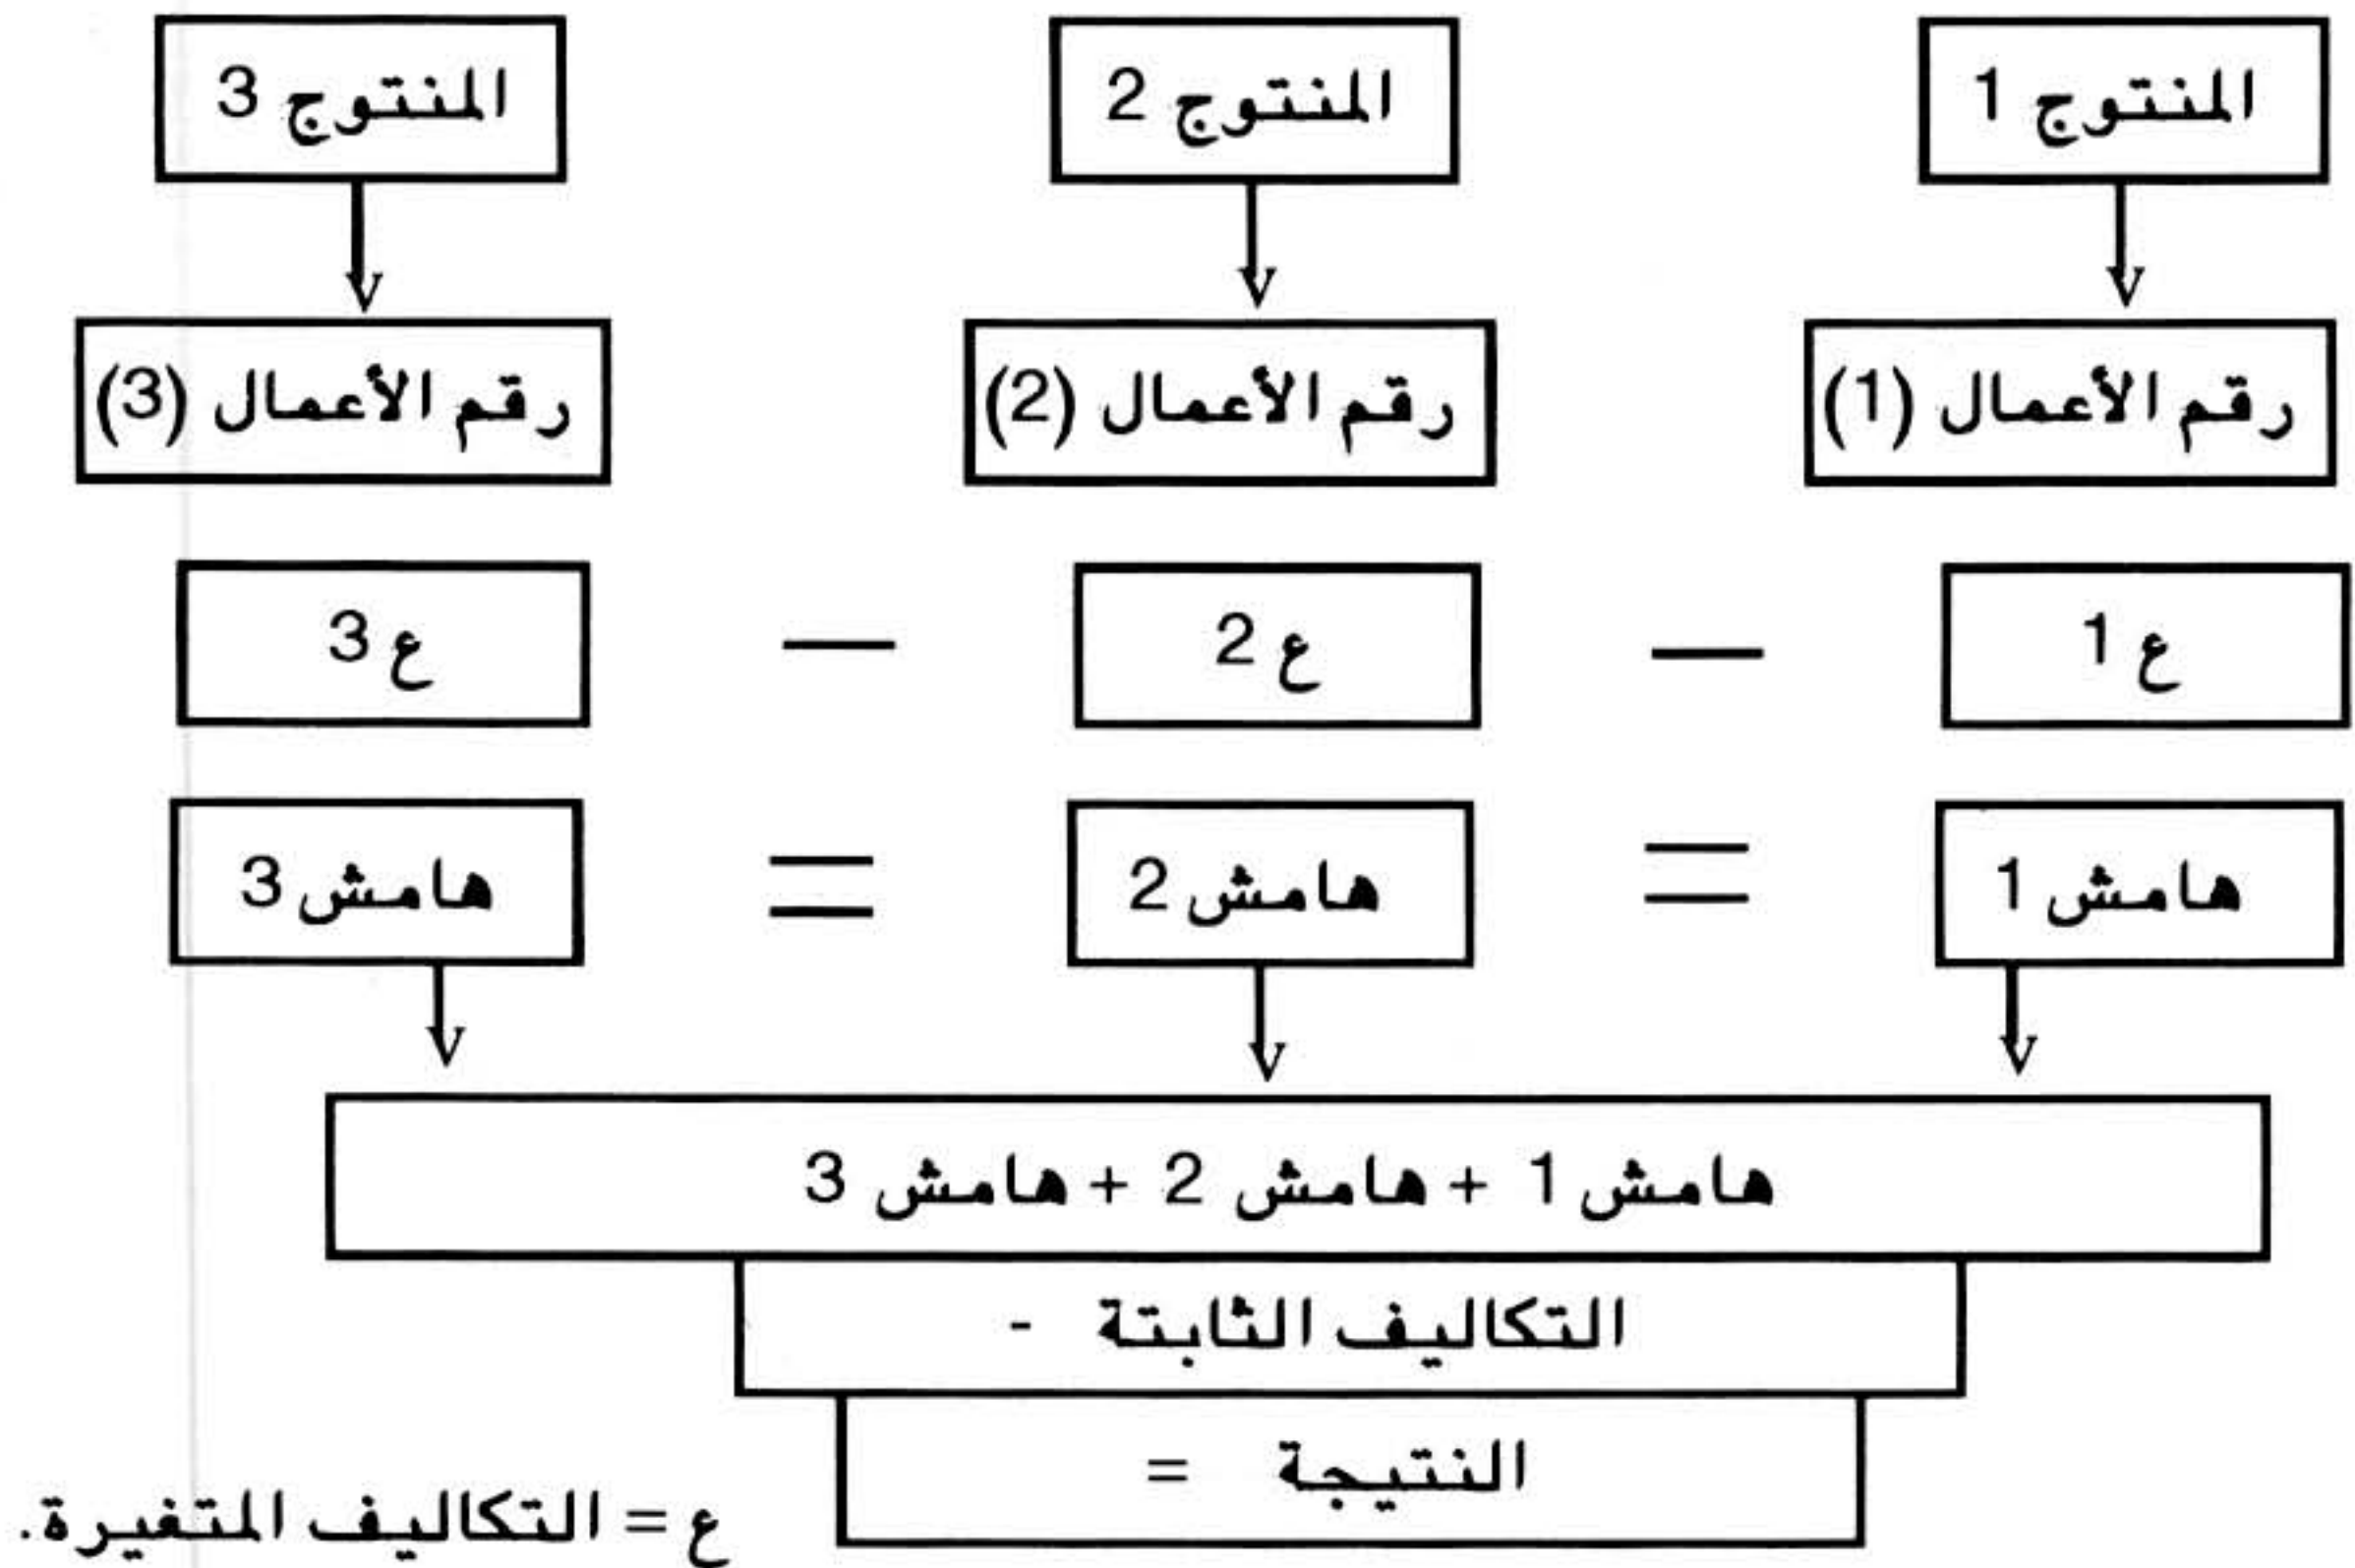 المنتوج 1 المنتوج 2 المنتوج 3
رقم الأعمال (1) رقم الأعمال (2) رقم الأعمال (3)
ع 1 — ع 2 — ع 3
هامش 1 = هامش 2 = هامش 3
هامش 1 + هامش 2 + هامش 3
التكاليف الثابتة -
النتيجة =
ع = التكاليف المتغيرة.